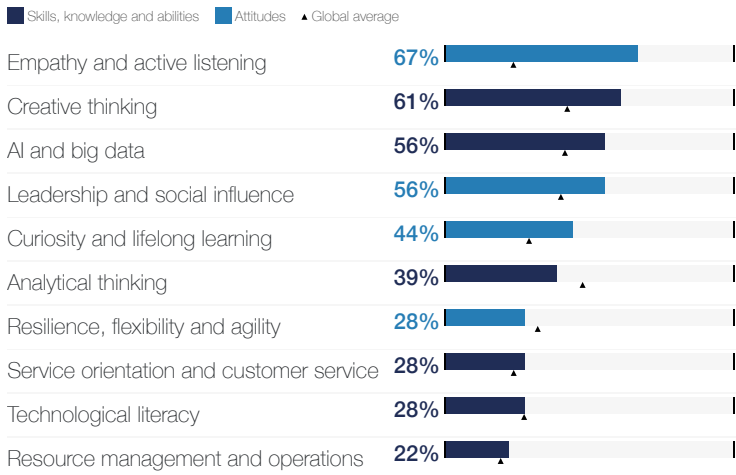 Skills, knowledge and abilities Attitudes Global average
Empathy and active listening 67%
Creative thinking 61%
AI and big data 56%
Leadership and social influence 56%
Curiosity and lifelong learning 44%
Analytical thinking 39%
Resilience, flexibility and agility 28%
Service orientation and customer service 28%
Technological literacy 28%
Resource management and operations 22%